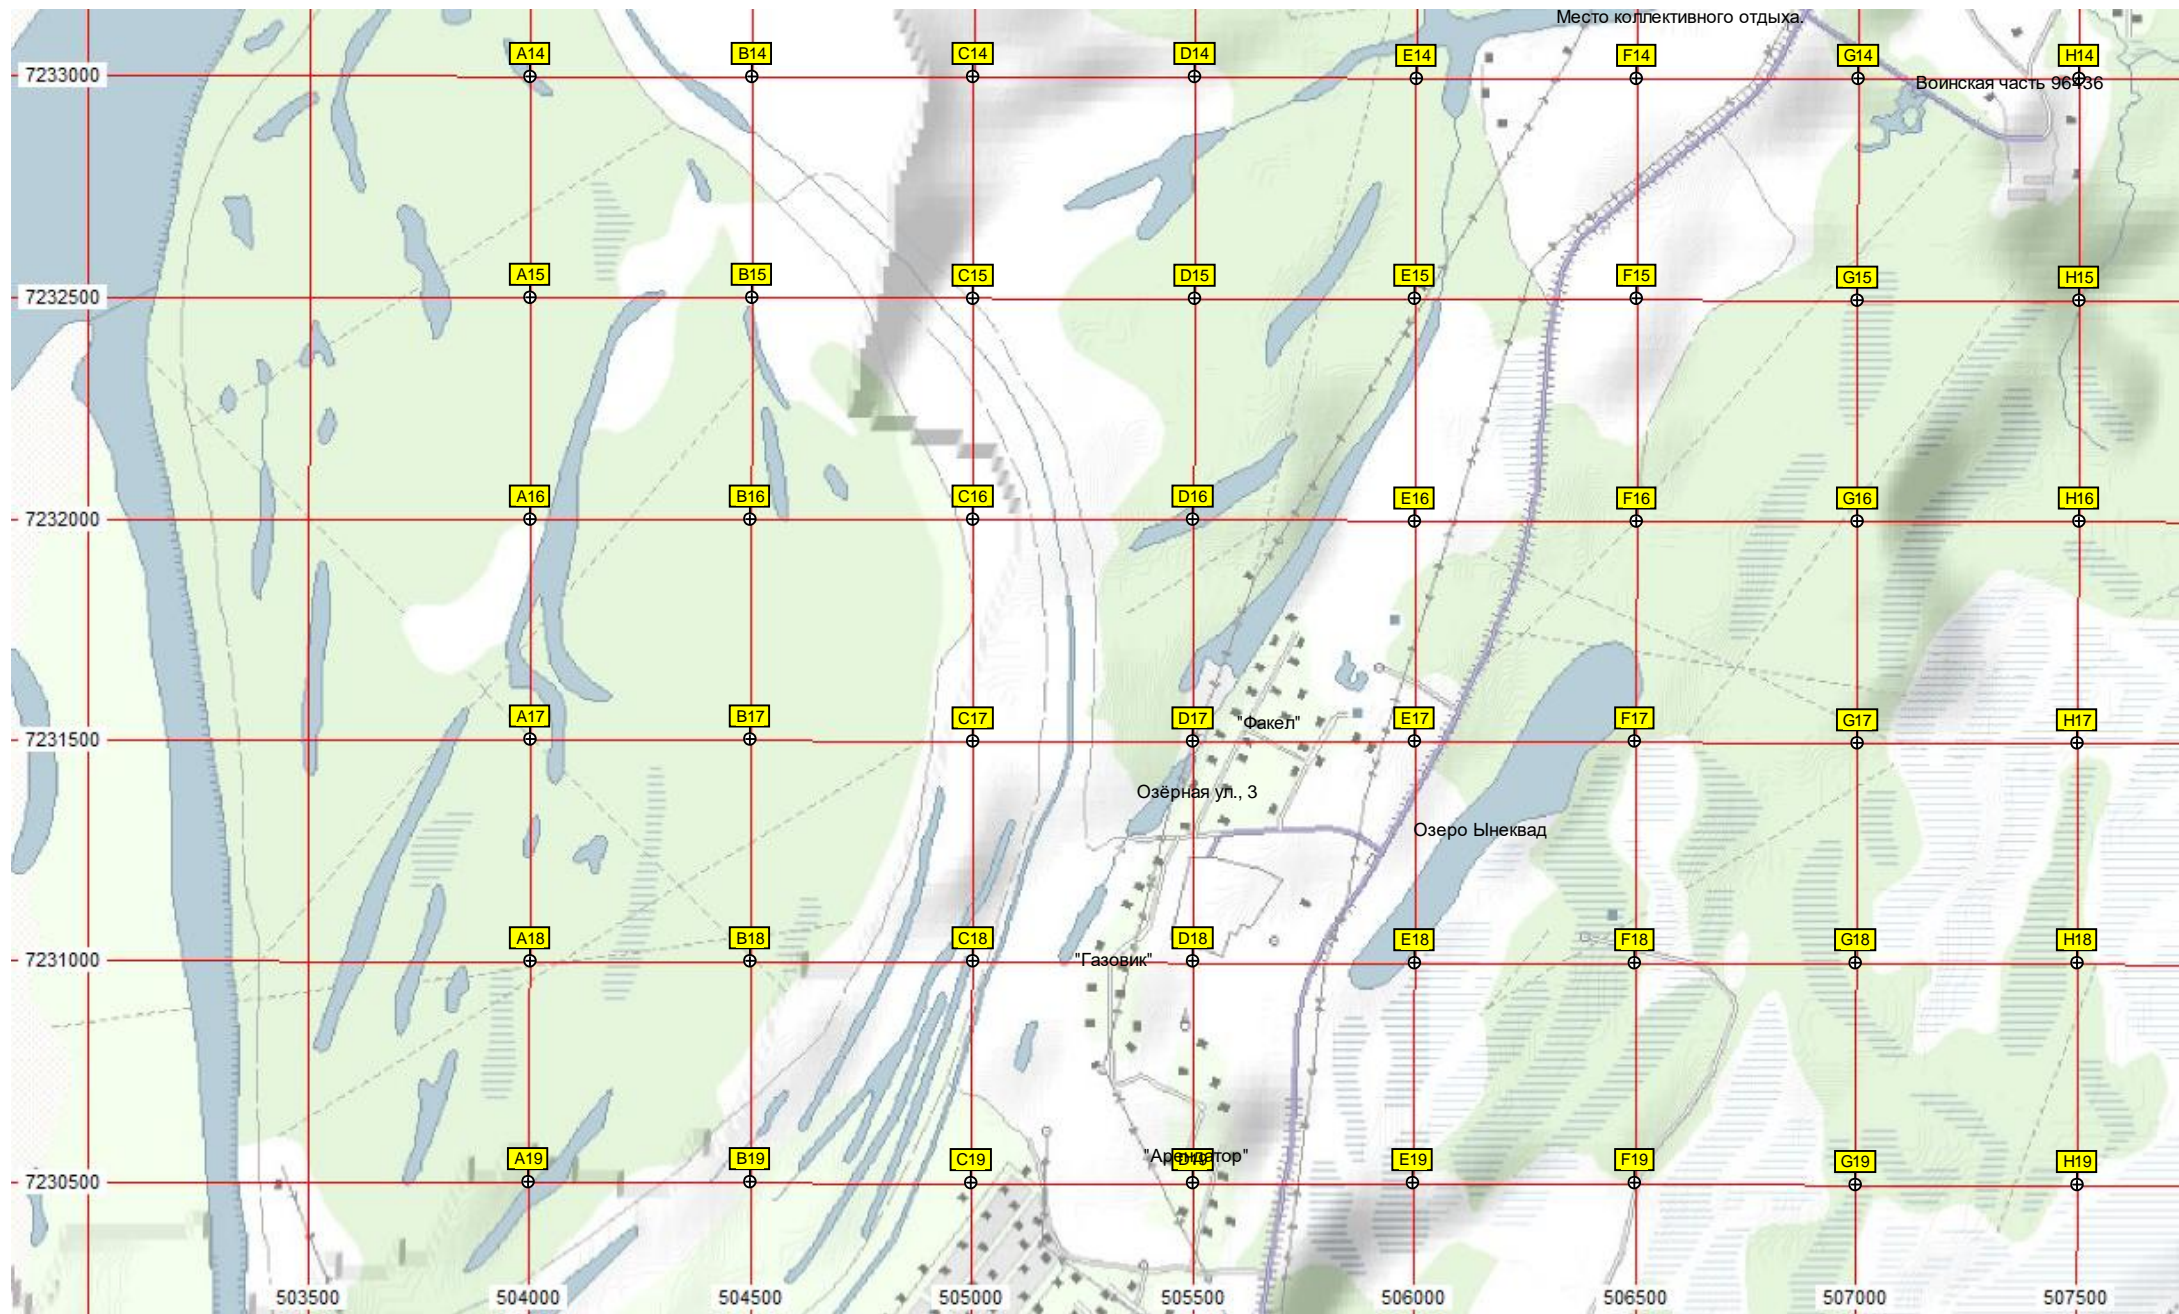 Место коллективного отдыха.
A14 B14 C14 D14 E14 F14 G14 H14
7233000
Воинская часть 96436
A15 B15 C15 D15 E15 F15 G15 H15
7232500
A16 B16 C16 D16 E16 F16 G16 H16
7232000
A17 B17 C17 D17 E17 F17 G17 H17
"Факел"
7231500
Озёрная ул., 3
Озеро Ынеквад
A18 B18 C18 D18 E18 F18 G18 H18
7231000
"Газовик"
"Арендатор"
A19 B19 C19 D19 E19 F19 G19 H19
7230500
503500 504000 504500 505000 505500 506000 506500 507000 507500